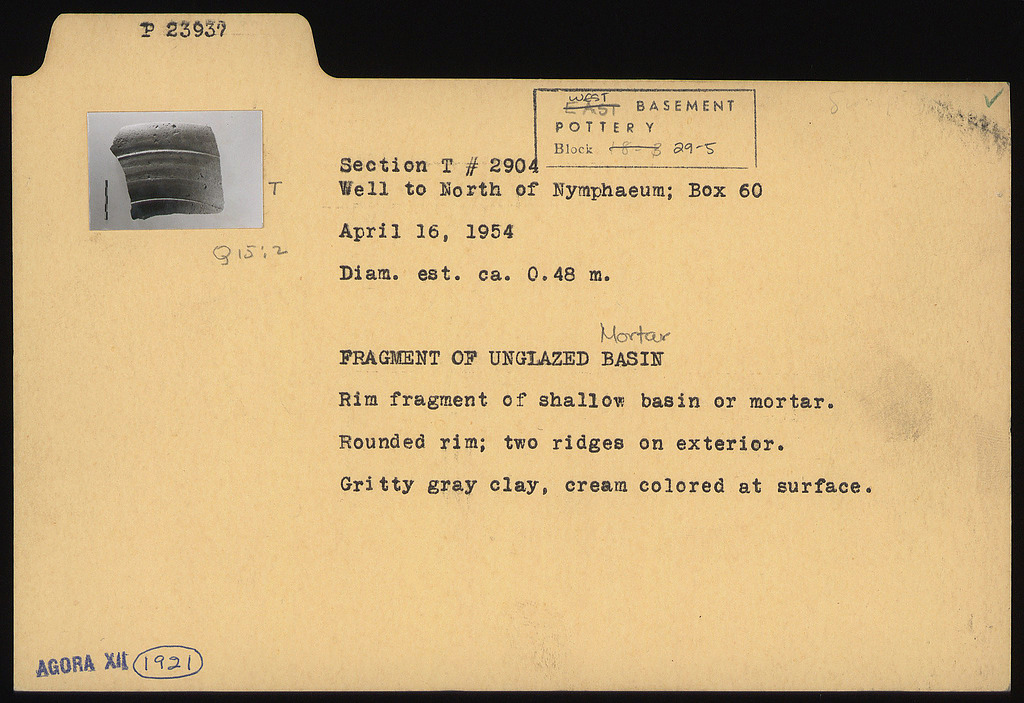 P 23937
WEST
EAST BASEMENT
POTTERY
Block 18-8 29-5
Section T # 2904
Well to North of Nymphaeum; Box 60
T
April 16, 1954
Q 15:2
Diam. est. ca. 0.48 m.
Mortar
FRAGMENT OF UNGLAZED BASIN
Rim fragment of shallow basin or mortar.
Rounded rim; two ridges on exterior.
Gritty gray clay, cream colored at surface.
AGORA XII 1921